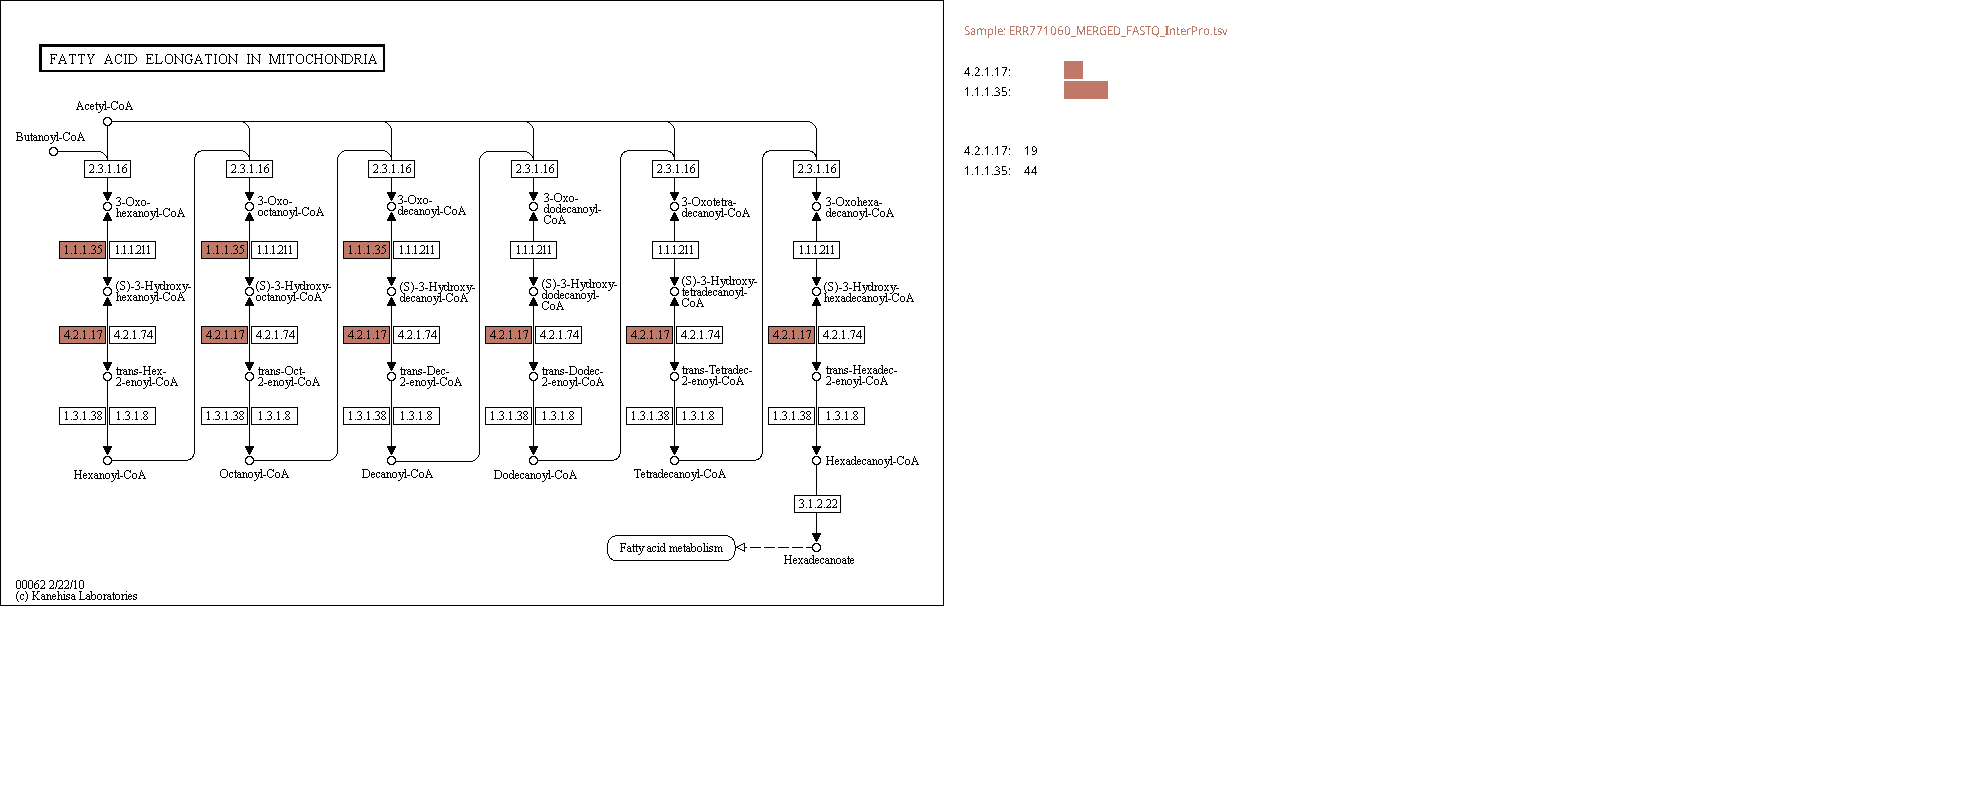 FATTY ACID ELONGATION IN MITOCHONDRIA
Sample: ERR771060_MERGED_FASTQ_InterPro.tsv
4.2.1.17:
1.1.1.35:
4.2.1.17: 19
1.1.1.35: 44
Acetyl-CoA
Butanoyl-CoA
2.3.1.16 2.3.1.16 2.3.1.16 2.3.1.16 2.3.1.16 2.3.1.16
3-Oxo-
hexanoyl-CoA
3-Oxo-
octanoyl-CoA
3-Oxo-
decanoyl-CoA
3-Oxo-
dodecanoyl-
CoA
3-Oxotetra-
decanoyl-CoA
3-Oxohexa-
decanoyl-CoA
1.1.1.35 1.1.1.211 1.1.1.35 1.1.1.211 1.1.1.35 1.1.1.211 1.1.1.211 1.1.1.211 1.1.1.211
(S)-3-Hydroxy-
hexanoyl-CoA
(S)-3-Hydroxy-
octanoyl-CoA
(S)-3-Hydroxy-
decanoyl-CoA
(S)-3-Hydroxy-
dodecanoyl-
CoA
(S)-3-Hydroxy-
tetradecanoyl-
CoA
(S)-3-Hydroxy-
hexadecanoyl-CoA
4.2.1.17 4.2.1.74 4.2.1.17 4.2.1.74 4.2.1.17 4.2.1.74 4.2.1.17 4.2.1.74 4.2.1.17 4.2.1.74 4.2.1.17 4.2.1.74
trans-Hex-
2-enoyl-CoA
trans-Oct-
2-enoyl-CoA
trans-Dec-
2-enoyl-CoA
trans-Dodec-
2-enoyl-CoA
trans-Tetradec-
2-enoyl-CoA
trans-Hexadec-
2-enoyl-CoA
1.3.1.38 1.3.1.8 1.3.1.38 1.3.1.8 1.3.1.38 1.3.1.8 1.3.1.38 1.3.1.8 1.3.1.38 1.3.1.8 1.3.1.38 1.3.1.8
Hexanoyl-CoA Octanoyl-CoA Decanoyl-CoA Dodecanoyl-CoA Tetradecanoyl-CoA Hexadecanoyl-CoA
3.1.2.22
Fatty acid metabolism
Hexadecanoate
00062 2/22/10
(c) Kanehisa Laboratories